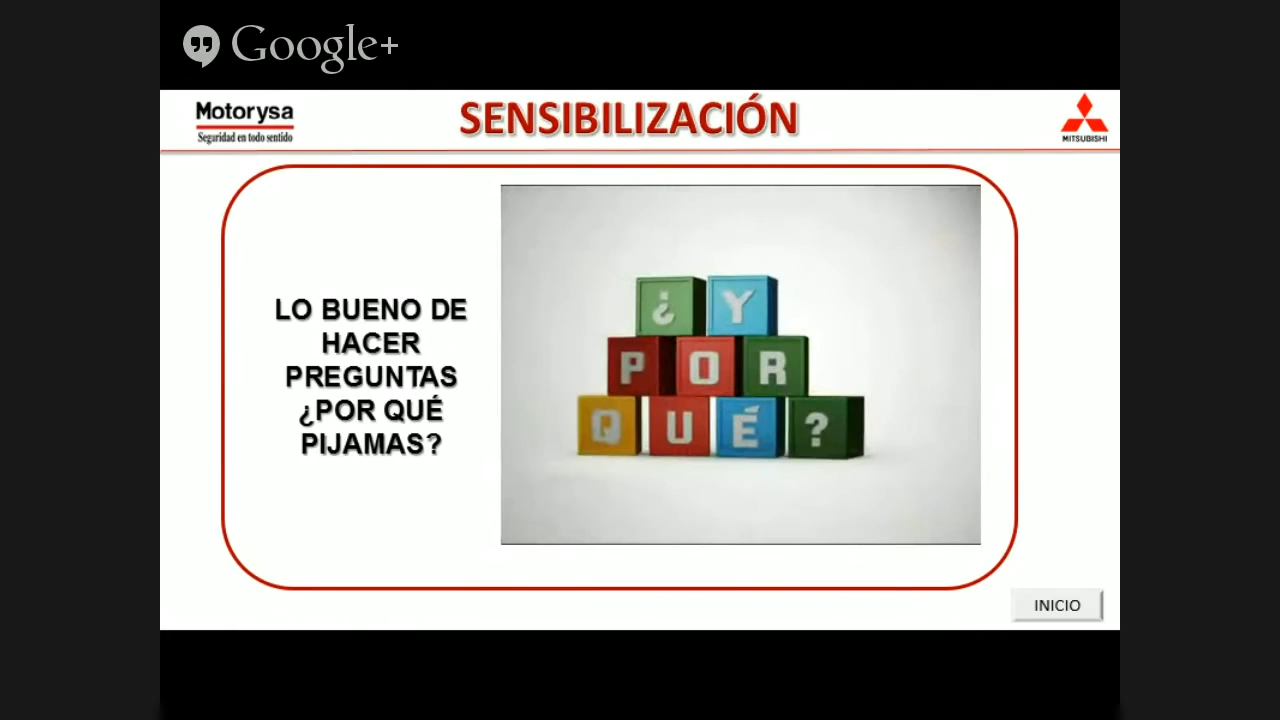 Google+
Motorysa
Seguridad en todo sentido
SENSIBILIZACIÓN
MITSUBISHI
LO BUENO DE
HACER
PREGUNTAS
¿POR QUÉ
PIJAMAS?
¿Y
POR
QUÉ?
INICIO